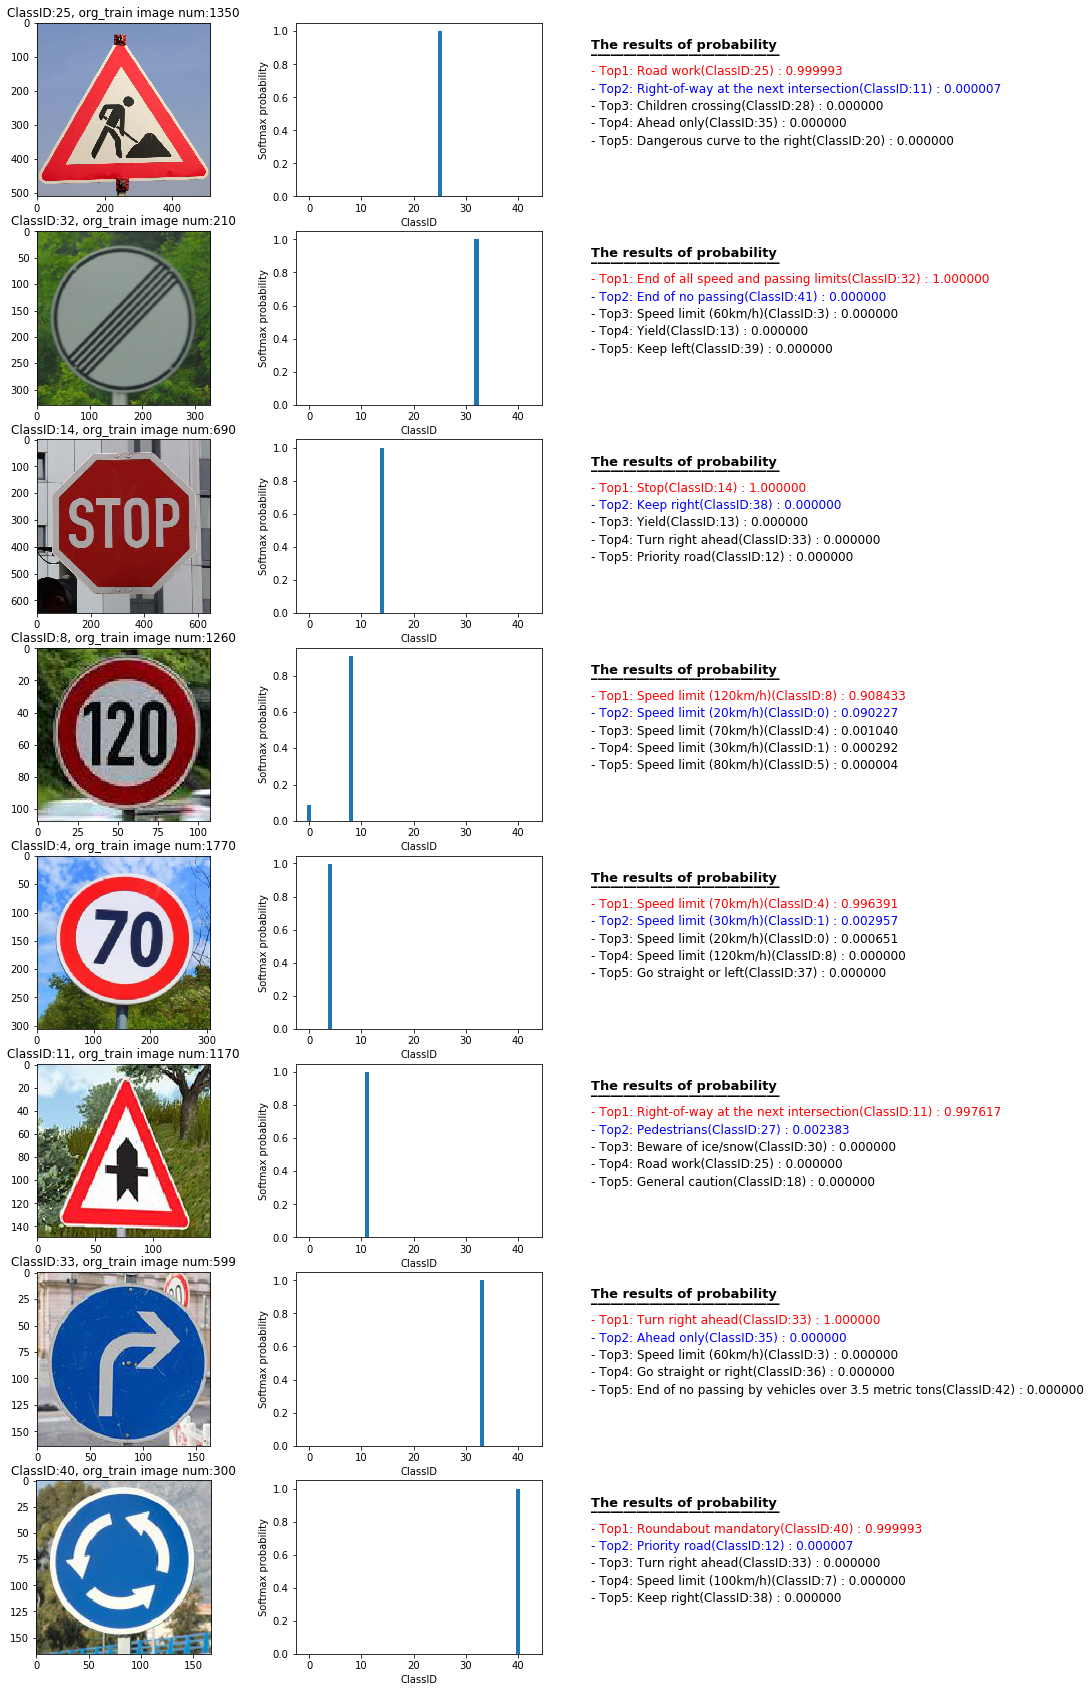 ClassID:25, org_train image num:1350
0
100
200
300
400
500
0 200 400
1.0
0.8
0.6
0.4
0.2
0.0
Softmax probability
0 10 20 30 40
ClassID
The results of probability
- Top1: Road work(ClassID:25) : 0.999993
- Top2: Right-of-way at the next intersection(ClassID:11) : 0.000007
- Top3: Children crossing(ClassID:28) : 0.000000
- Top4: Ahead only(ClassID:35) : 0.000000
- Top5: Dangerous curve to the right(ClassID:20) : 0.000000
ClassID:32, org_train image num:210
0
50
100
150
200
250
300
0 100 200 300
1.0
0.8
0.6
0.4
0.2
0.0
Softmax probability
0 10 20 30 40
ClassID
The results of probability
- Top1: End of all speed and passing limits(ClassID:32) : 1.000000
- Top2: End of no passing(ClassID:41) : 0.000000
- Top3: Speed limit (60km/h)(ClassID:3) : 0.000000
- Top4: Yield(ClassID:13) : 0.000000
- Top5: Keep left(ClassID:39) : 0.000000
ClassID:14, org_train image num:690
0
100
200
300
400
500
600
STOP
0 200 400 600
1.0
0.8
0.6
0.4
0.2
0.0
Softmax probability
0 10 20 30 40
ClassID
The results of probability
- Top1: Stop(ClassID:14) : 1.000000
- Top2: Keep right(ClassID:38) : 0.000000
- Top3: Yield(ClassID:13) : 0.000000
- Top4: Turn right ahead(ClassID:33) : 0.000000
- Top5: Priority road(ClassID:12) : 0.000000
ClassID:8, org_train image num:1260
0
20
40
60
80
100
120
0 25 50 75 100
0.8
0.6
0.4
0.2
0.0
Softmax probability
0 10 20 30 40
ClassID
The results of probability
- Top1: Speed limit (120km/h)(ClassID:8) : 0.908433
- Top2: Speed limit (20km/h)(ClassID:0) : 0.090227
- Top3: Speed limit (70km/h)(ClassID:4) : 0.001040
- Top4: Speed limit (30km/h)(ClassID:1) : 0.000292
- Top5: Speed limit (80km/h)(ClassID:5) : 0.000004
ClassID:4, org_train image num:1770
0
50
100
150
200
250
300
70
0 100 200 300
1.0
0.8
0.6
0.4
0.2
0.0
Softmax probability
0 10 20 30 40
ClassID
The results of probability
- Top1: Speed limit (70km/h)(ClassID:4) : 0.996391
- Top2: Speed limit (30km/h)(ClassID:1) : 0.002957
- Top3: Speed limit (20km/h)(ClassID:0) : 0.000651
- Top4: Speed limit (120km/h)(ClassID:8) : 0.000000
- Top5: Go straight or left(ClassID:37) : 0.000000
ClassID:11, org_train image num:1170
0
20
40
60
80
100
120
140
0 50 100
1.0
0.8
0.6
0.4
0.2
0.0
Softmax probability
0 10 20 30 40
ClassID
The results of probability
- Top1: Right-of-way at the next intersection(ClassID:11) : 0.997617
- Top2: Pedestrians(ClassID:27) : 0.002383
- Top3: Beware of ice/snow(ClassID:30) : 0.000000
- Top4: Road work(ClassID:25) : 0.000000
- Top5: General caution(ClassID:18) : 0.000000
ClassID:33, org_train image num:599
0
25
50
75
100
125
150
0 50 100 150
1.0
0.8
0.6
0.4
0.2
0.0
Softmax probability
0 10 20 30 40
ClassID
The results of probability
- Top1: Turn right ahead(ClassID:33) : 1.000000
- Top2: Ahead only(ClassID:35) : 0.000000
- Top3: Speed limit (60km/h)(ClassID:3) : 0.000000
- Top4: Go straight or right(ClassID:36) : 0.000000
- Top5: End of no passing by vehicles over 3.5 metric tons(ClassID:42) : 0.000000
ClassID:40, org_train image num:300
0
25
50
75
100
125
150
0 50 100 150
1.0
0.8
0.6
0.4
0.2
0.0
Softmax probability
0 10 20 30 40
ClassID
The results of probability
- Top1: Roundabout mandatory(ClassID:40) : 0.999993
- Top2: Priority road(ClassID:12) : 0.000007
- Top3: Turn right ahead(ClassID:33) : 0.000000
- Top4: Speed limit (100km/h)(ClassID:7) : 0.000000
- Top5: Keep right(ClassID:38) : 0.000000